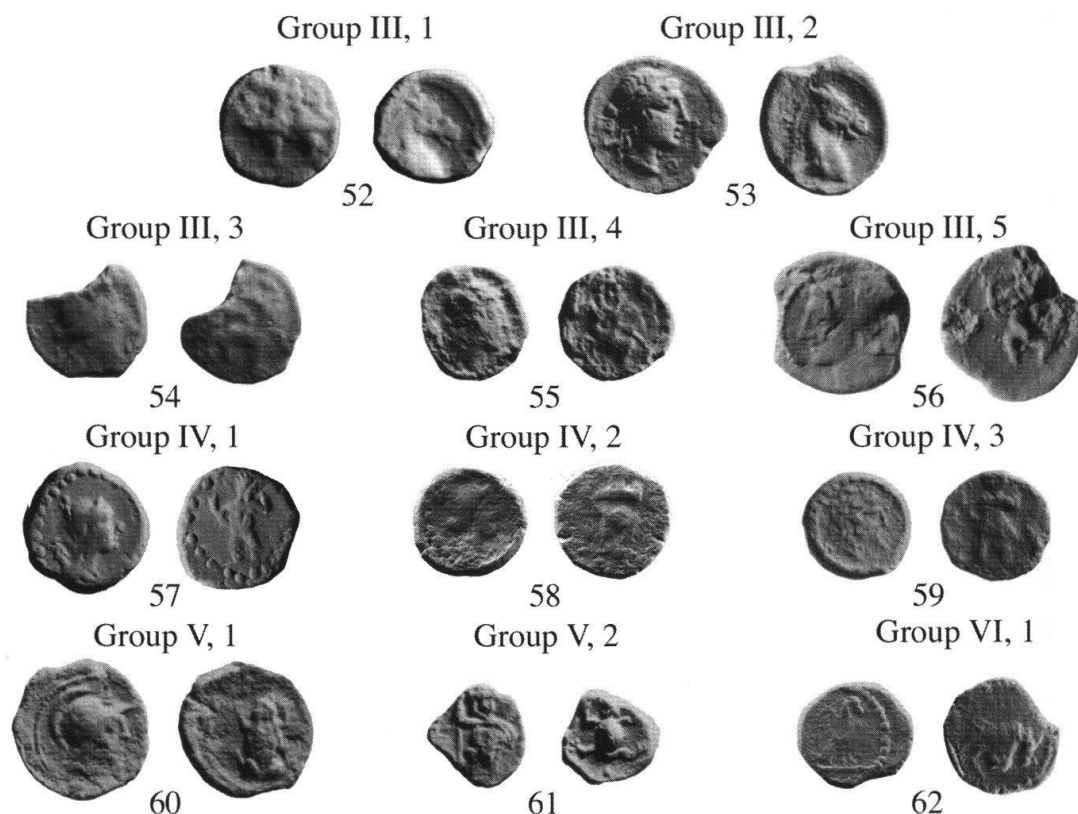 Group III, 1
Group III, 2
52
53
Group III, 3
Group III, 4
Group III, 5
54
55
56
Group IV, 1
Group IV, 2
Group IV, 3
57
58
59
Group V, 1
Group V, 2
Group VI, 1
60
61
62